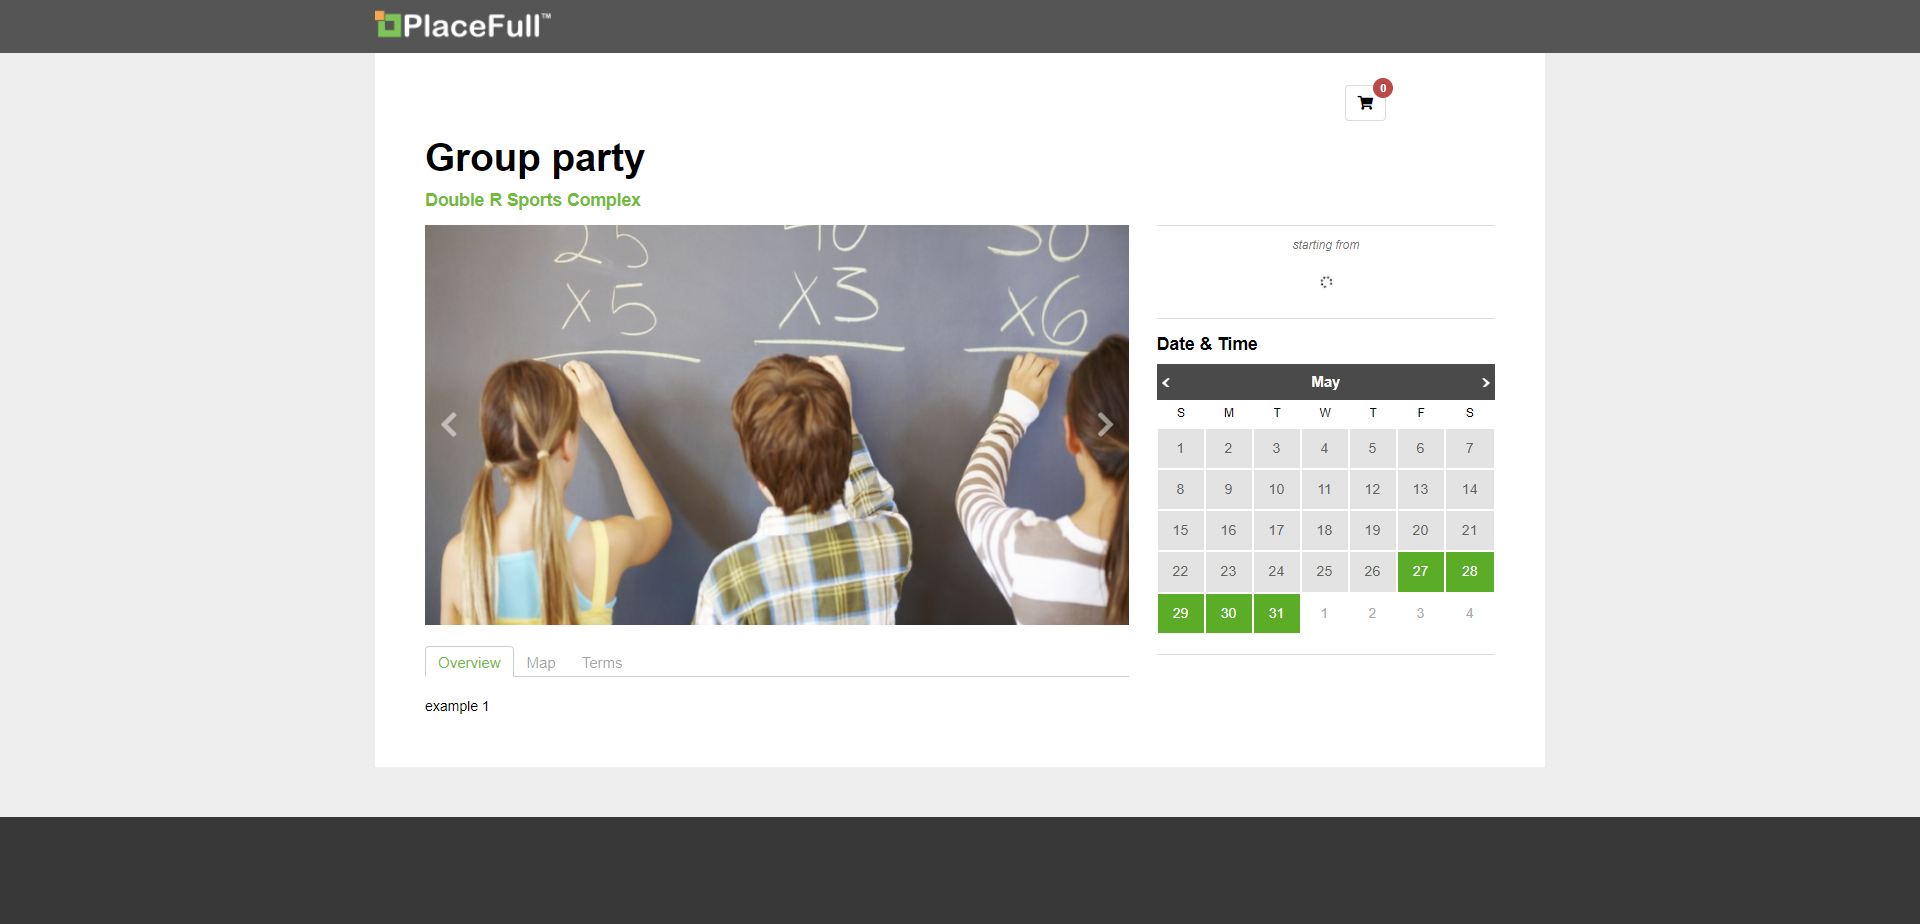 PlaceFull™
0
Group party
Double R Sports Complex
25 40 30
x5 x3 x6
starting from
Date & Time
May
S M T W T F S
1 2 3 4 5 6 7
8 9 10 11 12 13 14
15 16 17 18 19 20 21
22 23 24 25 26 27 28
29 30 31 1 2 3 4
Overview Map Terms
example 1